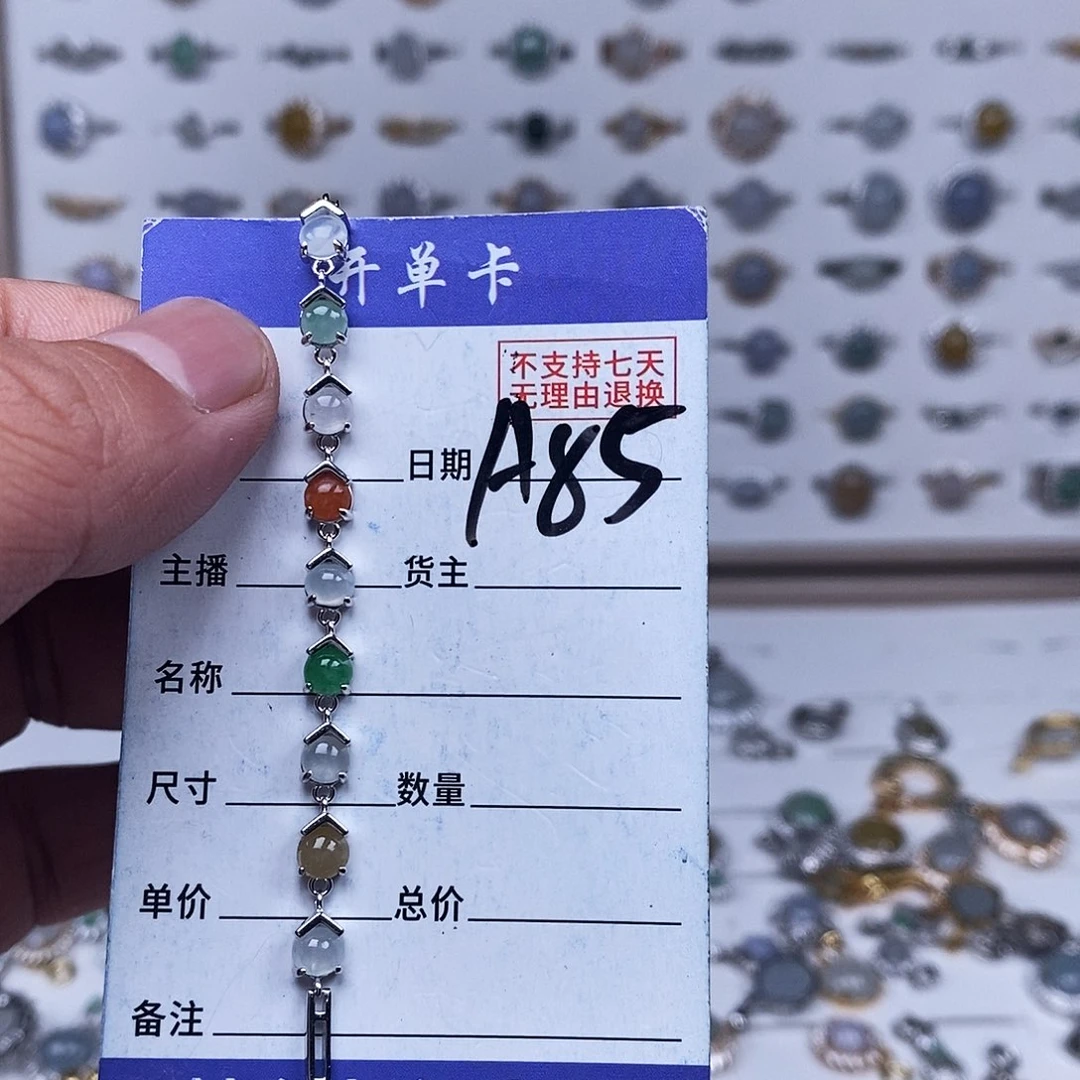 开单卡
不支持七天
无理由退换
日期 A85
主播 货主
名称
尺寸 数量
单价 总价
备注